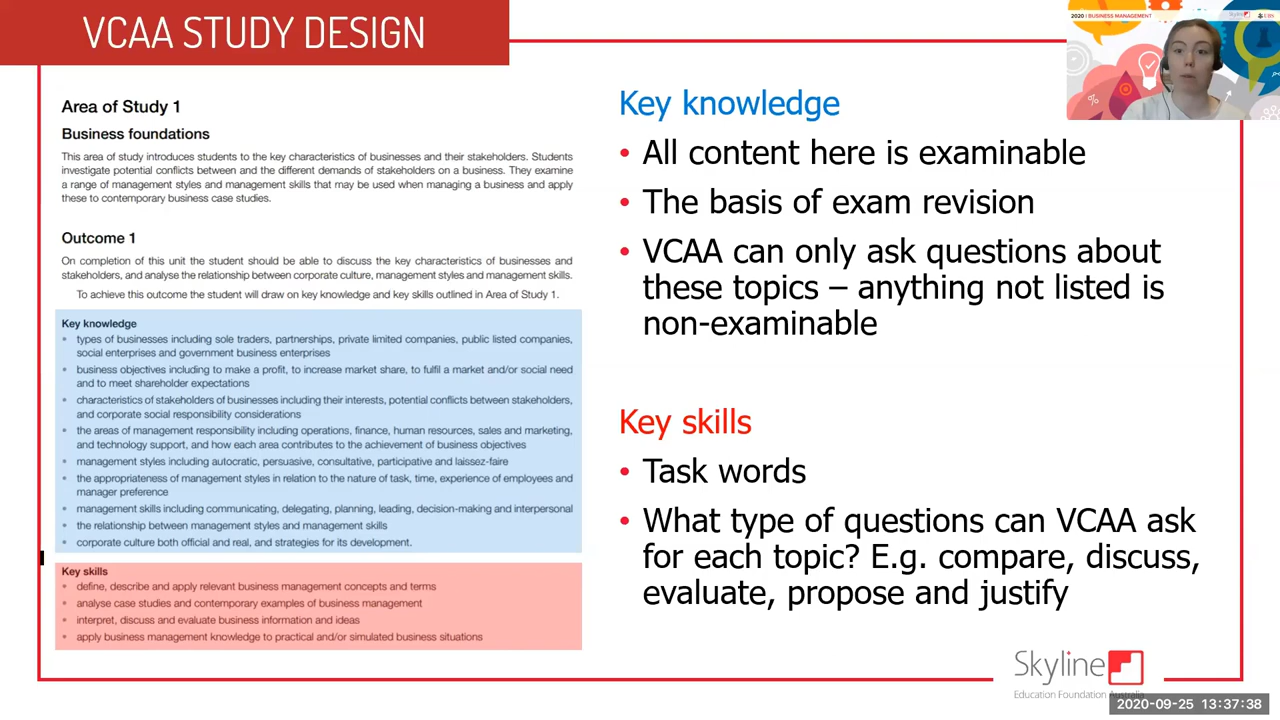 VCAA STUDY DESIGN
2020 | BUSINESS MANAGEMENT
Area of Study 1
Business foundations
This area of study introduces students to the key characteristics of businesses and their stakeholders. Students
investigate potential conflicts between and the different demands of stakeholders on a business. They examine
a range of management styles and management skills that may be used when managing a business and apply
these to contemporary business case studies.
Outcome 1
On completion of this unit the student should be able to discuss the key characteristics of businesses and
stakeholders, and analyse the relationship between corporate culture, management styles and management skills.
To achieve this outcome the student will draw on key knowledge and key skills outlined in Area of Study 1.
Key knowledge
• types of businesses including sole traders, partnerships, private limited companies, public listed companies,
social enterprises and government business enterprises
• business objectives including to make a profit, to increase market share, to fulfil a market and/or social need
and to meet shareholder expectations
• characteristics of stakeholders of businesses including their interests, potential conflicts between stakeholders,
and corporate social responsibility considerations
• the areas of management responsibility including operations, finance, human resources, sales and marketing,
and technology support, and how each area contributes to the achievement of business objectives
• management styles including autocratic, persuasive, consultative, participative and laissez-faire
• the appropriateness of management styles in relation to the nature of task, time, experience of employees and
manager preference
• management skills including communicating, delegating, planning, leading, decision-making and interpersonal
• the relationship between management styles and management skills
• corporate culture both official and real, and strategies for its development.
Key skills
• define, describe and apply relevant business management concepts and terms
• analyse case studies and contemporary examples of business management
• interpret, discuss and evaluate business information and ideas
• apply business management knowledge to practical and/or simulated business situations
Key knowledge
• All content here is examinable
• The basis of exam revision
• VCAA can only ask questions about
these topics – anything not listed is
non-examinable
Key skills
• Task words
• What type of questions can VCAA ask
for each topic? E.g. compare, discuss,
evaluate, propose and justify
Skyline
Education Foundation Australia
2020-09-25 13:37:38